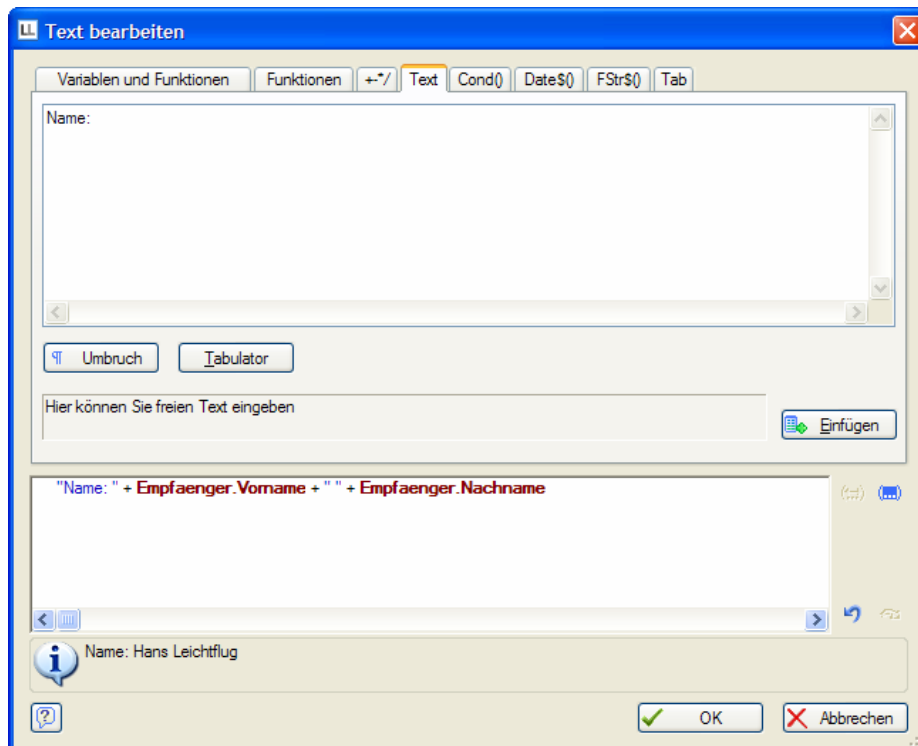 LL Text bearbeiten
Variablen und Funktionen Funktionen +-*/ Text Cond() Date$() FStr$() Tab
Name:
¶ Umbruch Tabulator
Hier können Sie freien Text eingeben
Einfügen
"Name: " + Empfaenger.Vorname + " " + Empfaenger.Nachname
Name: Hans Leichtflug
OK Abbrechen